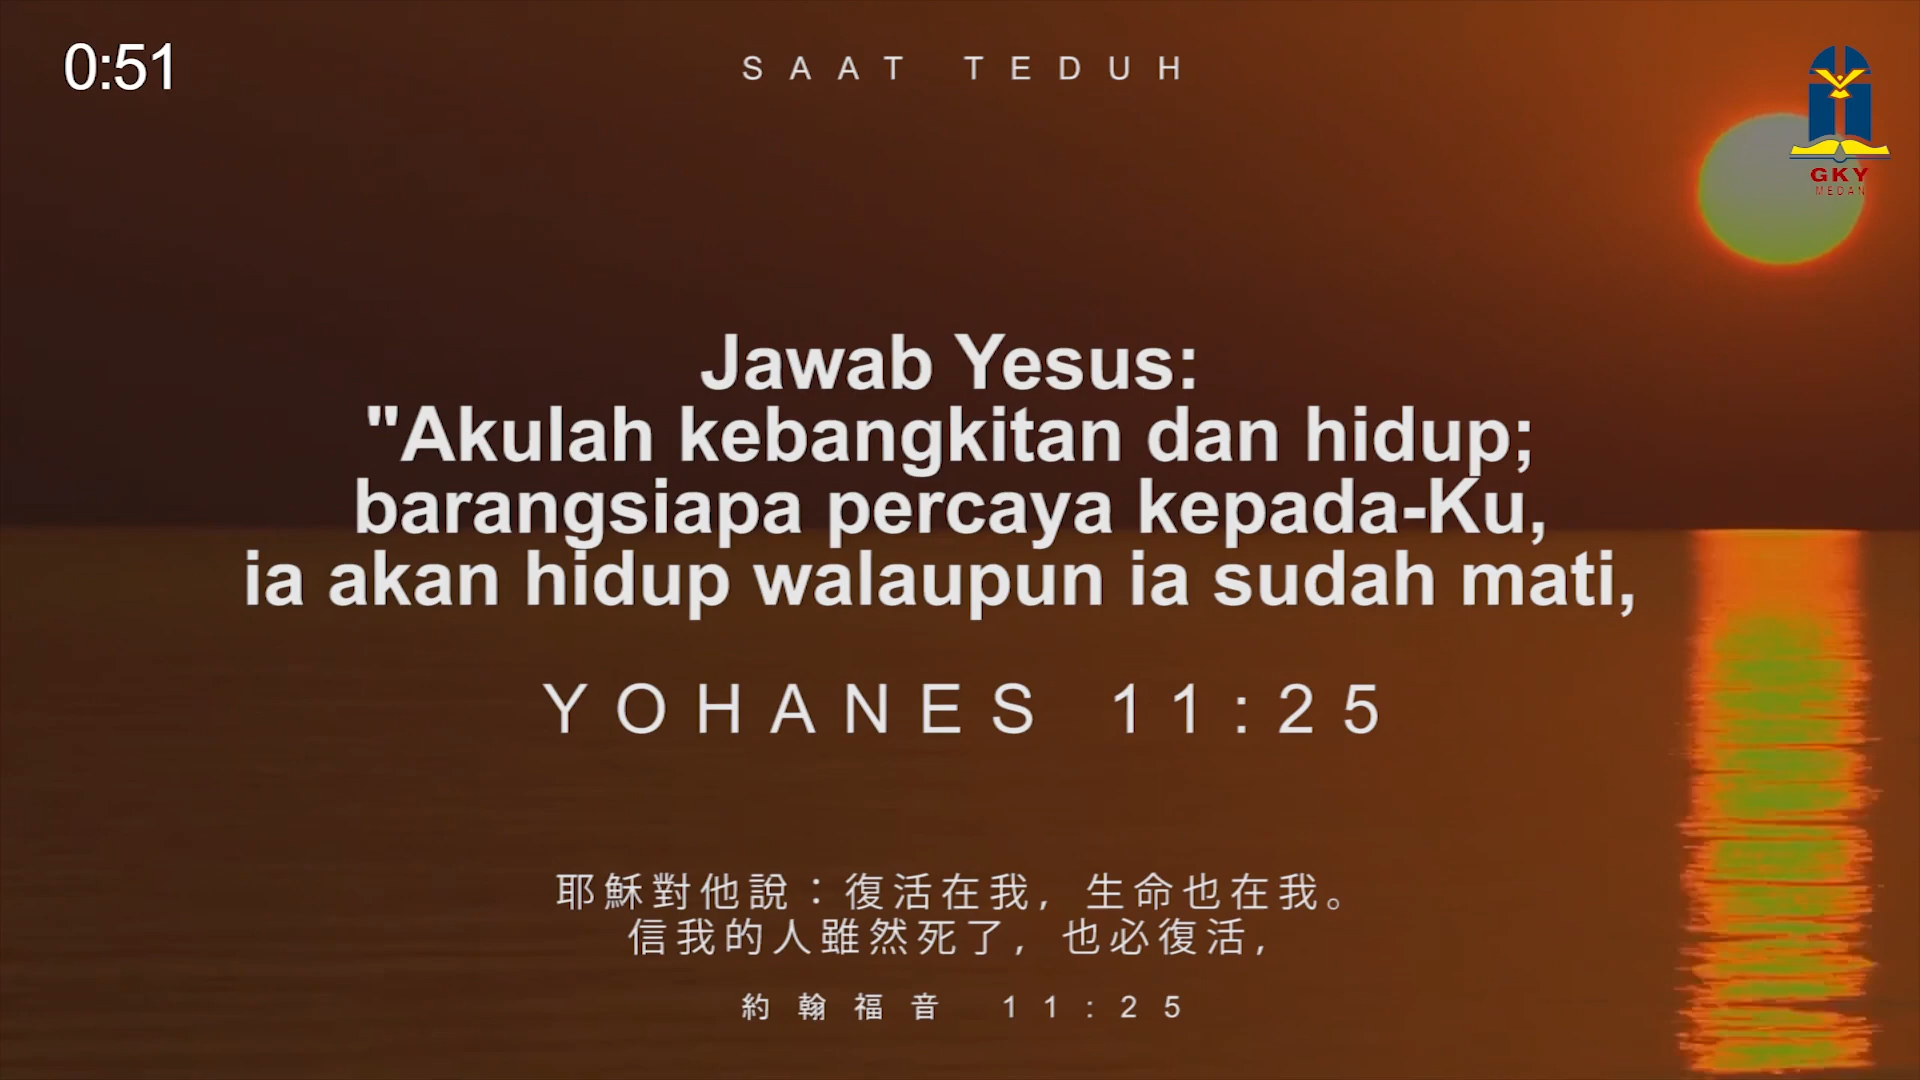 0:51
SAAT TEDUH
GKY
MEDAN
Jawab Yesus:
"Akulah kebangkitan dan hidup;
barangsiapa percaya kepada-Ku,
ia akan hidup walaupun ia sudah mati,
YOHANES 11:25
耶穌對他說：復活在我，生命也在我。
信我的人雖然死了，也必復活，
約翰福音 11:25